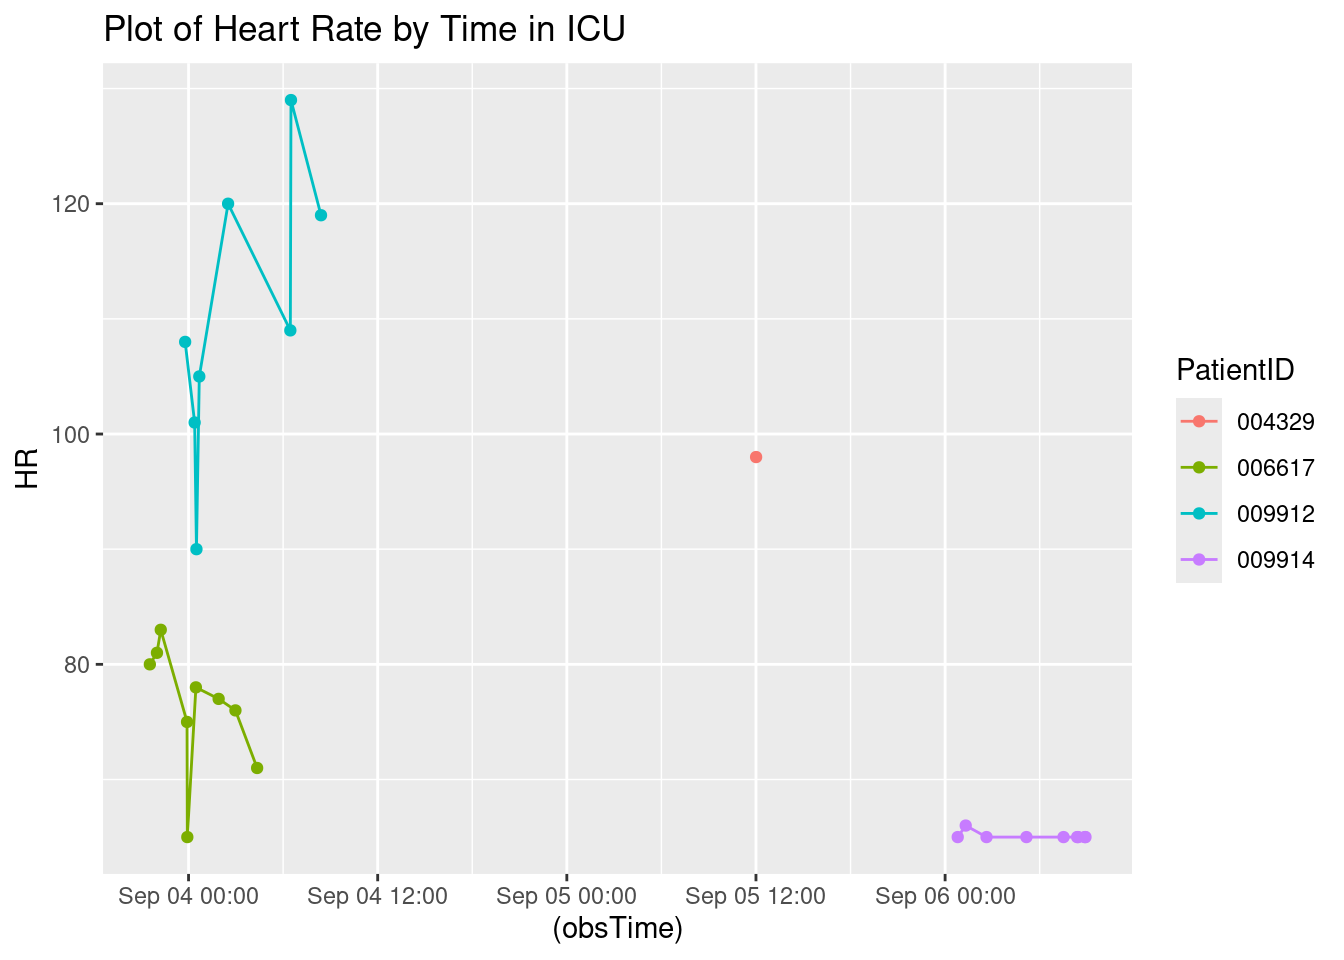 Plot of Heart Rate by Time in ICU
HR
120
100
80
Sep 04 00:00
Sep 04 12:00
Sep 05 00:00
Sep 05 12:00
Sep 06 00:00
(obsTime)
PatientID
004329
006617
009912
009914